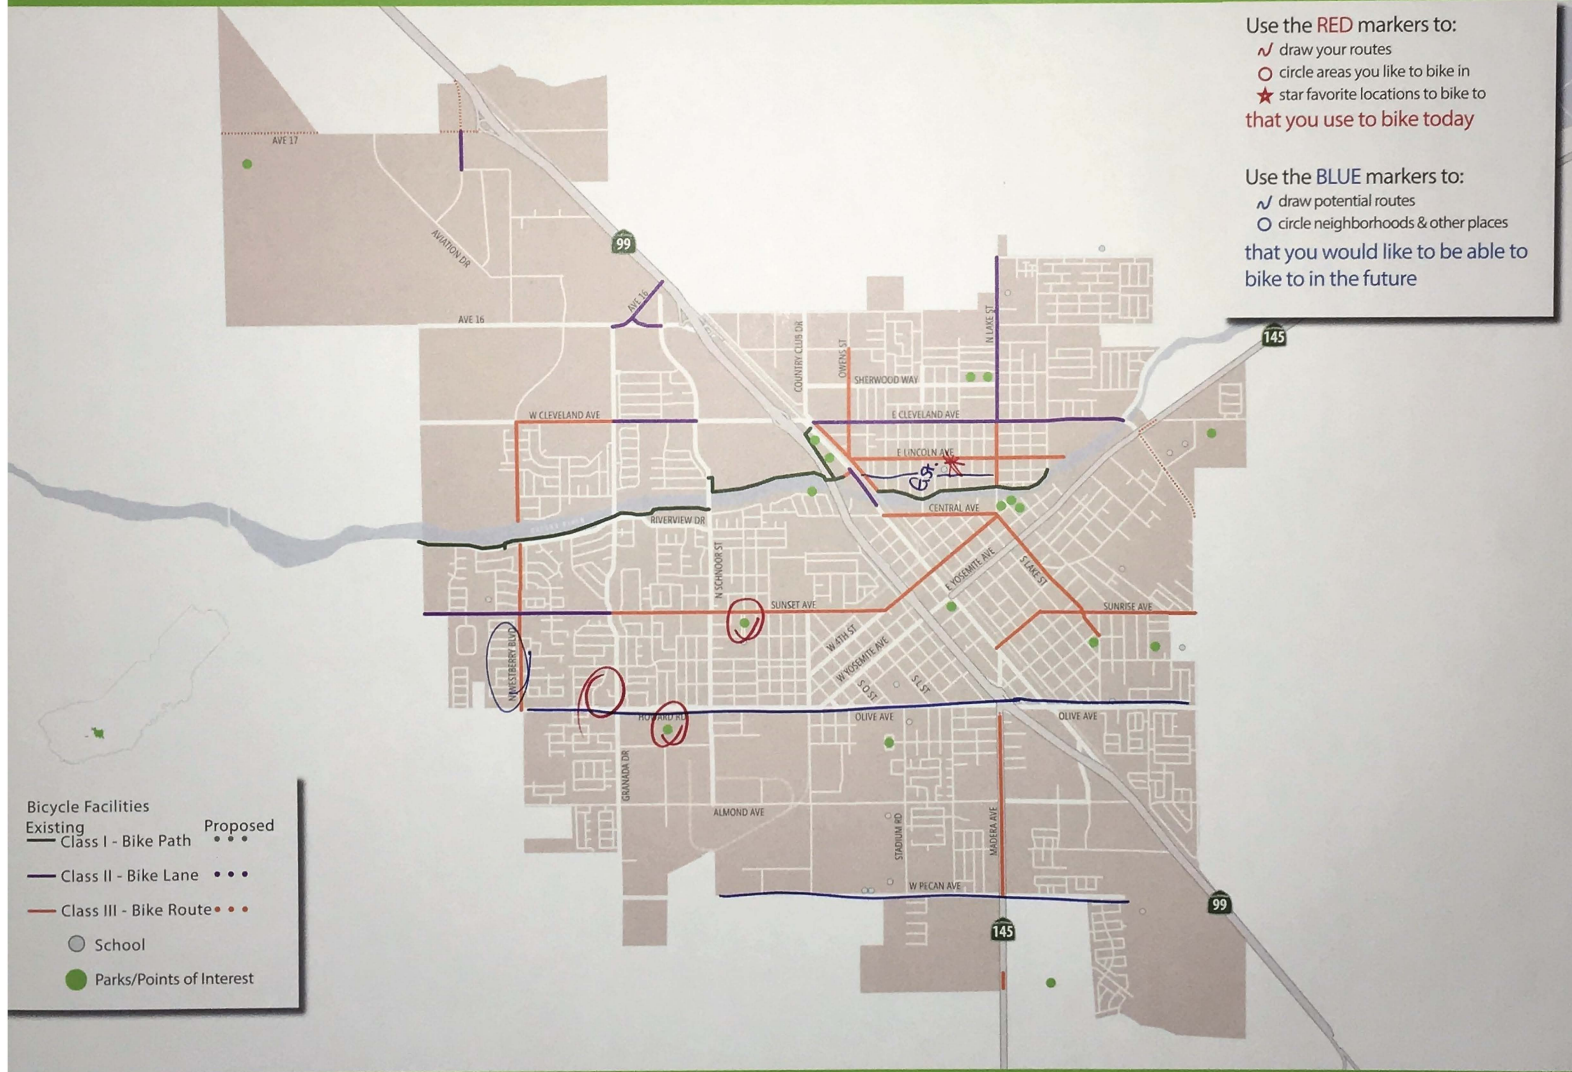 Use the RED markers to:
draw your routes
circle areas you like to bike in
star favorite locations to bike to
that you use to bike today
Use the BLUE markers to:
draw potential routes
circle neighborhoods & other places
that you would like to be able to
bike to in the future
AVE 17
AVIATION DR
99
AVE 16
AVE 16
COUNTRY CLUB DR
OWENS ST
N LAKE ST
145
SHERWOOD WAY
W CLEVELAND AVE
E CLEVELAND AVE
E LINCOLN AVE
CENTRAL AVE
RIVERVIEW DR
N SCHNOOR ST
E YOSEMITE AVE
S LAKE ST
SUNSET AVE
SUNRISE AVE
W 4TH ST
W YOSEMITE AVE
N WESTBERRY BLVD
S O ST
S L ST
HOWARD RD
OLIVE AVE
OLIVE AVE
GRANADA DR
ALMOND AVE
STADIUM RD
MADERA AVE
W PECAN AVE
99
145
Bicycle Facilities
Existing Proposed
Class I - Bike Path
Class II - Bike Lane
Class III - Bike Route
School
Parks/Points of Interest